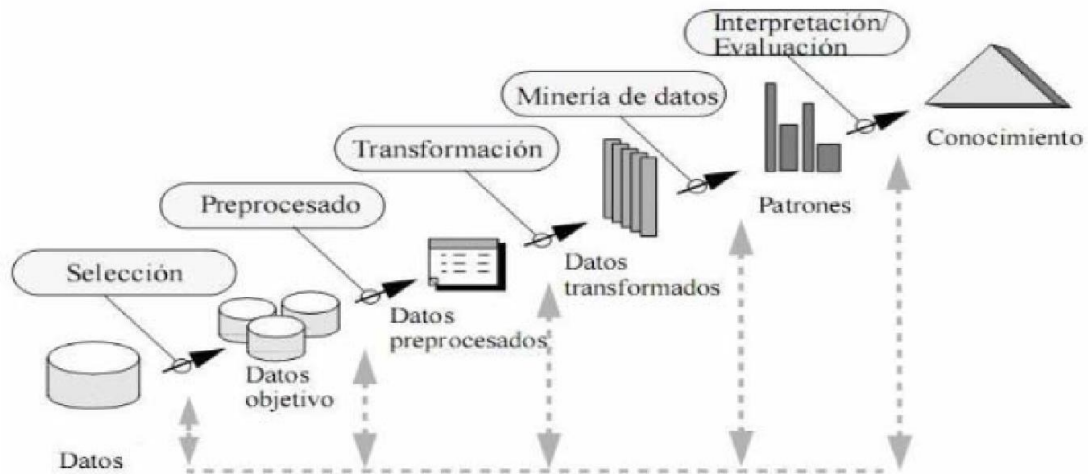 Interpretación/
Evaluación
Minería de datos
Conocimiento
Transformación
Patrones
Preprocesado
Datos
transformados
Selección
Datos
preprocesados
Datos
objetivo
Datos